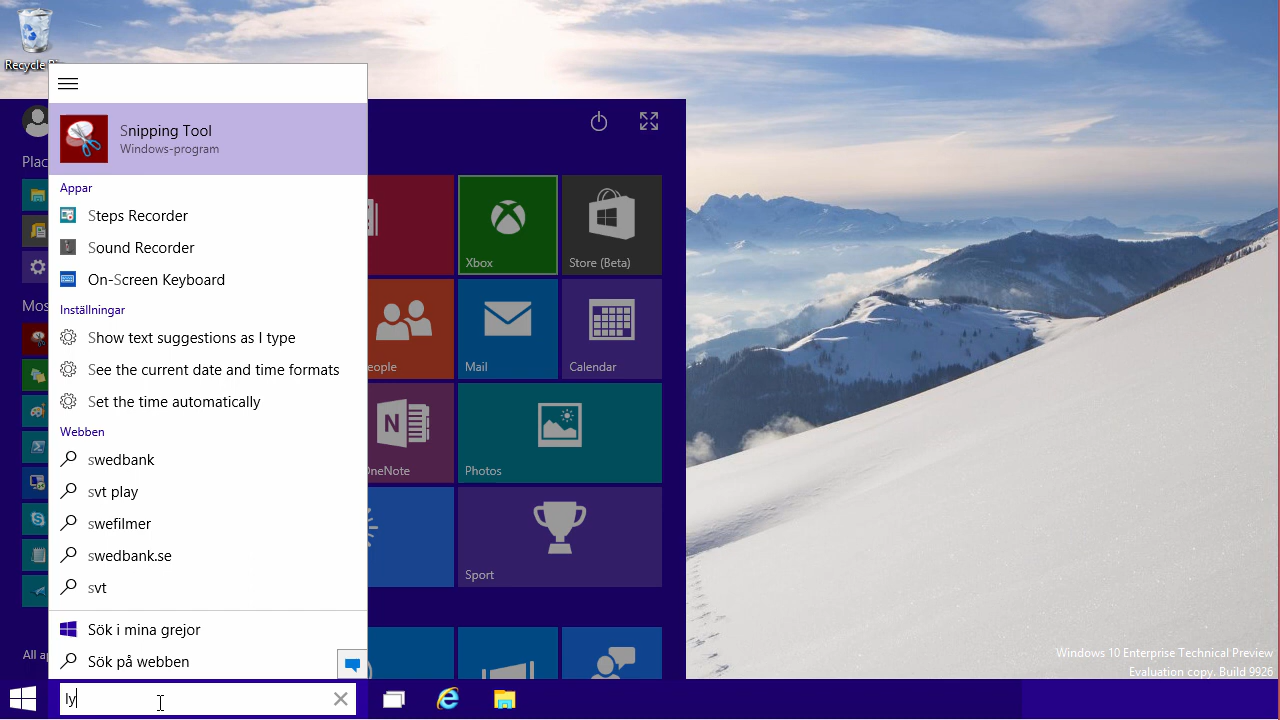 Recycle
Snipping Tool
Windows-program
Appar
Steps Recorder
Sound Recorder
On-Screen Keyboard
Inställningar
Show text suggestions as I type
See the current date and time formats
Set the time automatically
Webben
swedbank
svt play
swefilmer
swedbank.se
svt
Sök i mina grejor
Sök på webben
ly
Plac
Mos
All ap
Xbox
Store (Beta)
eople
Mail
Calendar
OneNote
Photos
Sport
Windows 10 Enterprise Technical Preview
Evaluation copy. Build 9926